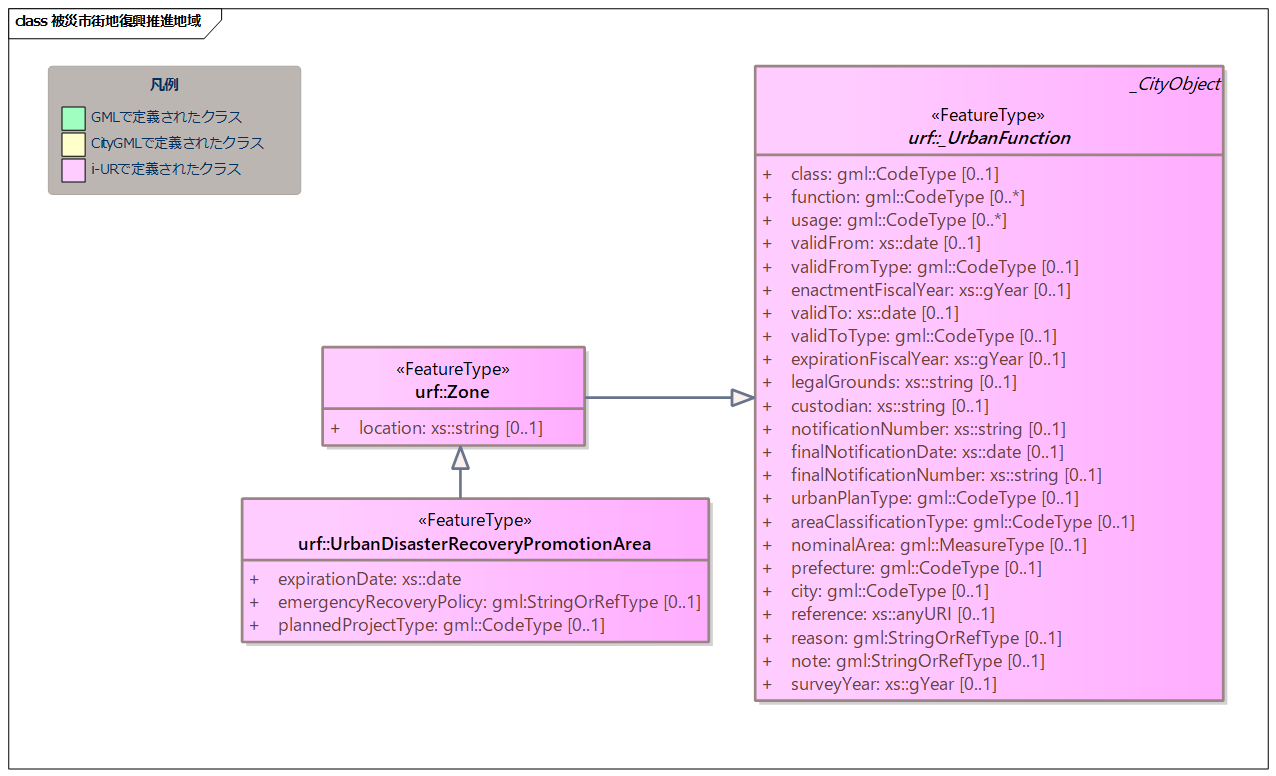 class 被災市街地復興推進地域
凡例
GMLで定義されたクラス
CityGMLで定義されたクラス
i-URで定義されたクラス
_CityObject
«FeatureType»
urf::_UrbanFunction
+ class: gml::CodeType [0..1]
+ function: gml::CodeType [0..*]
+ usage: gml::CodeType [0..*]
+ validFrom: xs::date [0..1]
+ validFromType: gml::CodeType [0..1]
+ enactmentFiscalYear: xs::gYear [0..1]
+ validTo: xs::date [0..1]
+ validToType: gml::CodeType [0..1]
+ expirationFiscalYear: xs::gYear [0..1]
+ legalGrounds: xs::string [0..1]
+ custodian: xs::string [0..1]
+ notificationNumber: xs::string [0..1]
+ finalNotificationDate: xs::date [0..1]
+ finalNotificationNumber: xs::string [0..1]
+ urbanPlanType: gml::CodeType [0..1]
+ areaClassificationType: gml::CodeType [0..1]
+ nominalArea: gml::MeasureType [0..1]
+ prefecture: gml::CodeType [0..1]
+ city: gml::CodeType [0..1]
+ reference: xs::anyURI [0..1]
+ reason: gml:StringOrRefType [0..1]
+ note: gml:StringOrRefType [0..1]
+ surveyYear: xs::gYear [0..1]
«FeatureType»
urf::Zone
+ location: xs::string [0..1]
«FeatureType»
urf::UrbanDisasterRecoveryPromotionArea
+ expirationDate: xs::date
+ emergencyRecoveryPolicy: gml:StringOrRefType [0..1]
+ plannedProjectType: gml::CodeType [0..1]